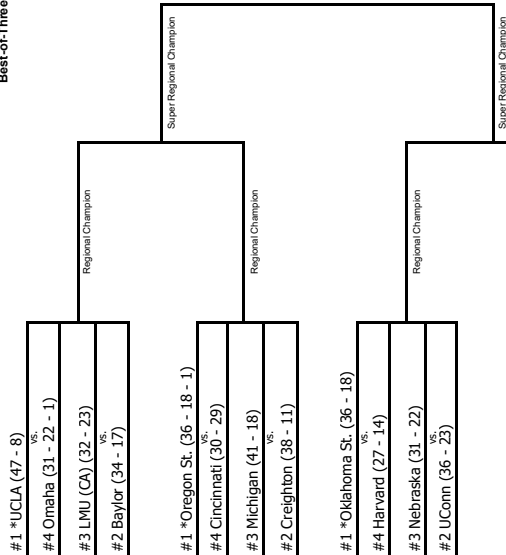 Best-of-Three
Super Regional Champion
Super Regional Champion
Regional Champion
Regional Champion
Regional Champion
#1 *UCLA (47 - 8)
vs.
#4 Omaha (31 - 22 - 1)
#3 LMU (CA) (32 - 23)
vs.
#2 Baylor (34 - 17)
#1 *Oregon St. (36 - 18 - 1)
vs.
#4 Cincinnati (30 - 29)
#3 Michigan (41 - 18)
vs.
#2 Creighton (38 - 11)
#1 *Oklahoma St. (36 - 18)
vs.
#4 Harvard (27 - 14)
#3 Nebraska (31 - 22)
vs.
#2 UConn (36 - 23)